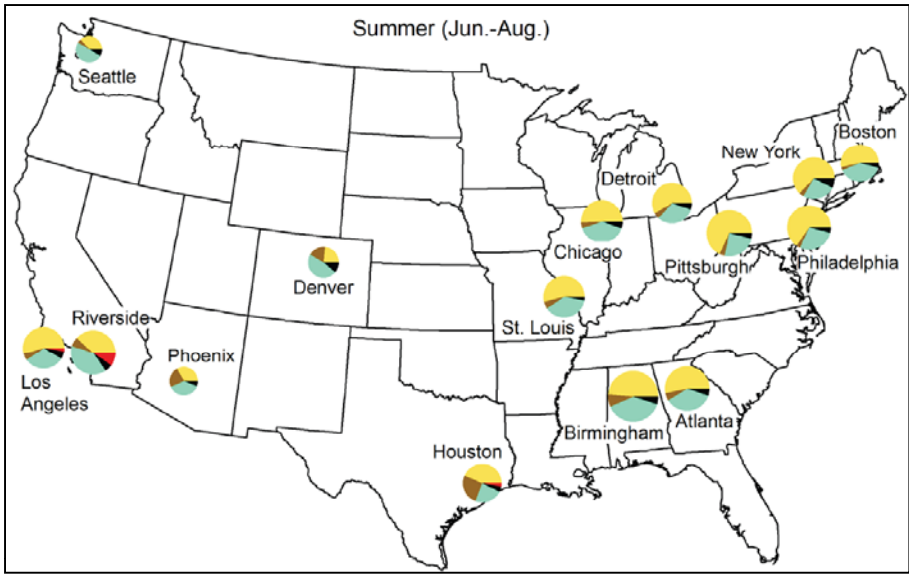 Summer (Jun.-Aug.)
Seattle
Boston
New York
Detroit
Chicago
Pittsburgh
Philadelphia
Denver
St. Louis
Riverside
Phoenix
Los
Angeles
Birmingham
Atlanta
Houston